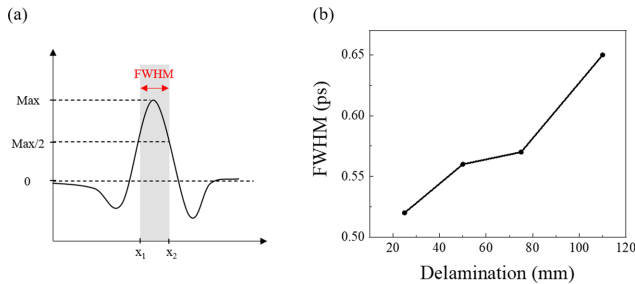 (a)
FWHM
Max
Max/2
0
x₁ x₂
(b)
FWHM (ps)
0.65
0.60
0.55
0.50
20 40 60 80 100 120
Delamination (mm)